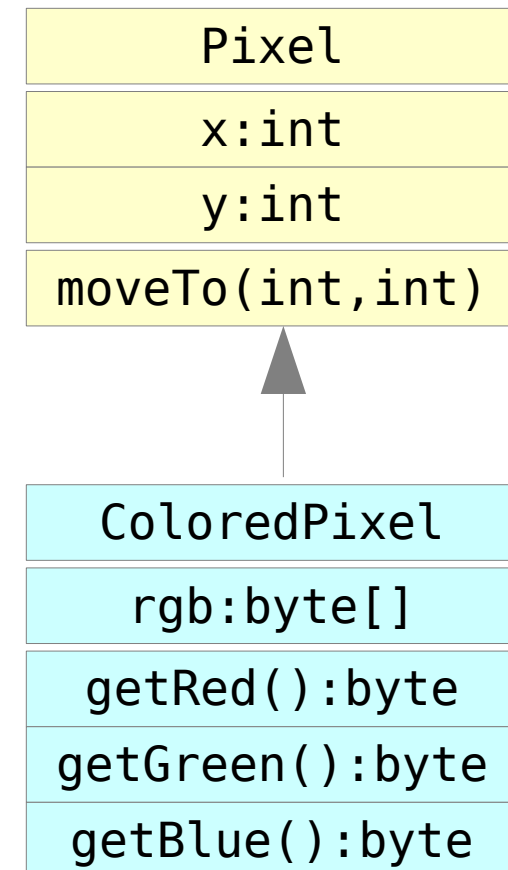 Pixel
x:int
y:int
moveTo(int,int)
ColoredPixel
rgb:byte[]
getRed():byte
getGreen():byte
getBlue():byte